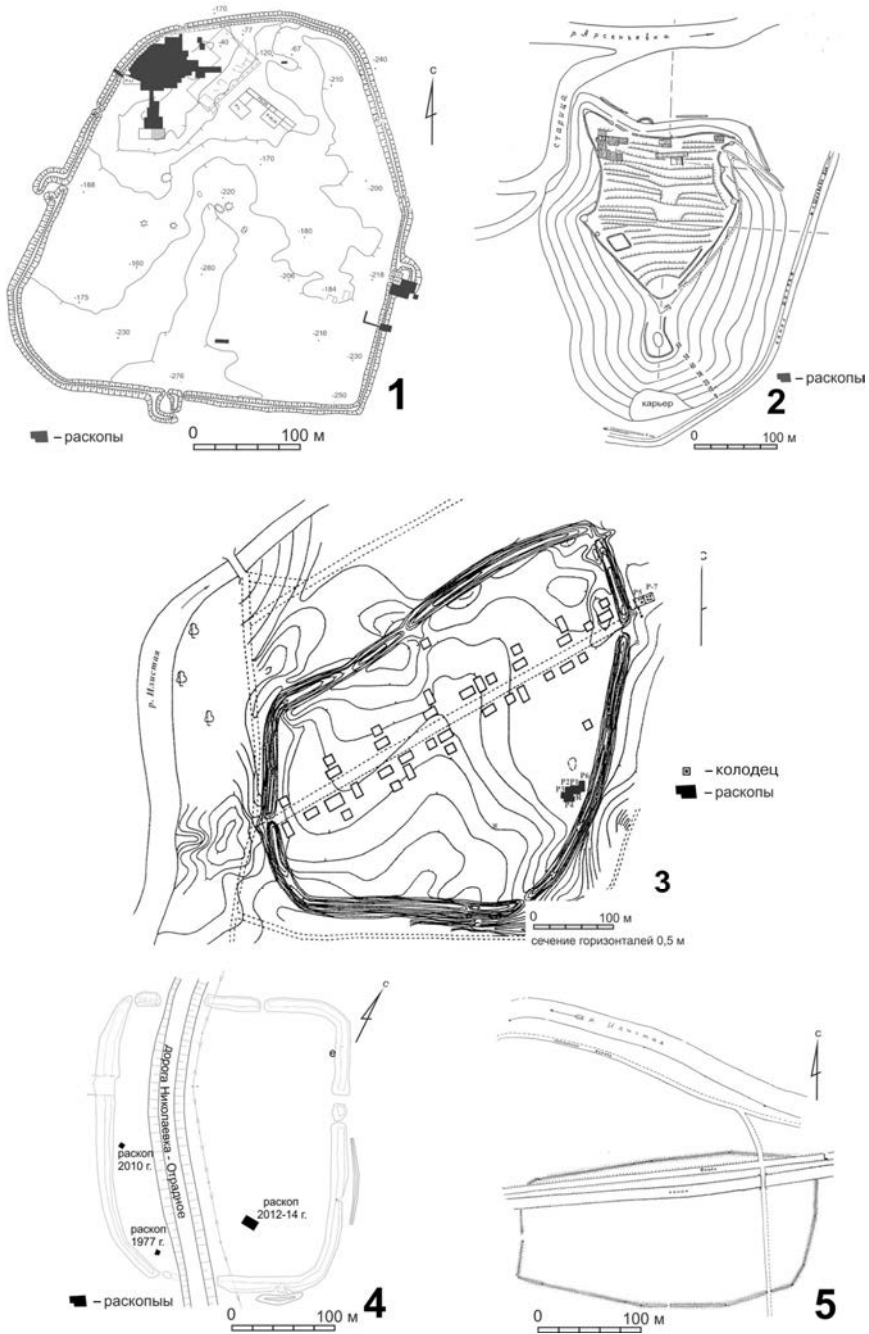 -176
-77
-40
-120
-67
-240
-210
-170
-188
-220
-200
-180
-160
-280
-206
-218
-184
-175
-230
-216
-230
-276
-250
с
1
– раскопы
0 100 м
р. Арсеньевка
старица
карьер
2
– раскопы
0 100 м
р. Илистая
с
Р-7
– колодец
– раскопы
3
0 100 м
сечение горизонталей 0,5 м
с
е
Дорога Николаевка - Отрадное
раскоп
2010 г.
раскоп
2012-14 г.
раскоп
1977 г.
– раскопыы
4
0 100 м
р. Илистая
с
5
0 100 м